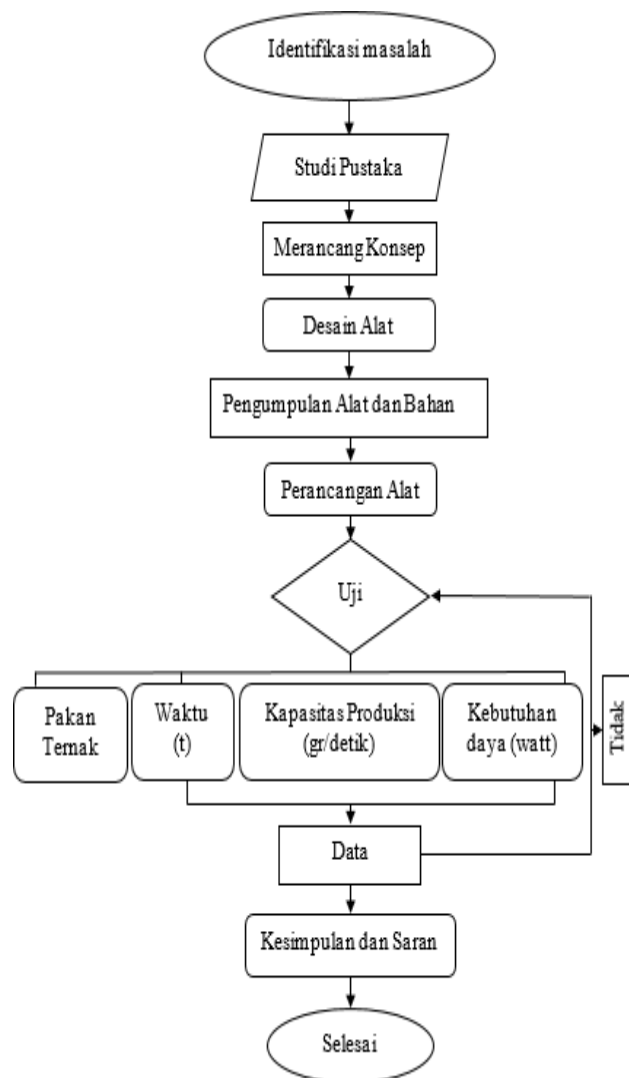 Identifikasi masalah
Studi Pustaka
Merancang Konsep
Desain Alat
Pengumpulan Alat dan Bahan
Perancangan Alat
Uji
Pakan
Ternak
Waktu
(t)
Kapasitas Produksi
(gr/detik)
Kebutuhan
daya (watt)
Tidak
Data
Kesimpulan dan Saran
Selesai